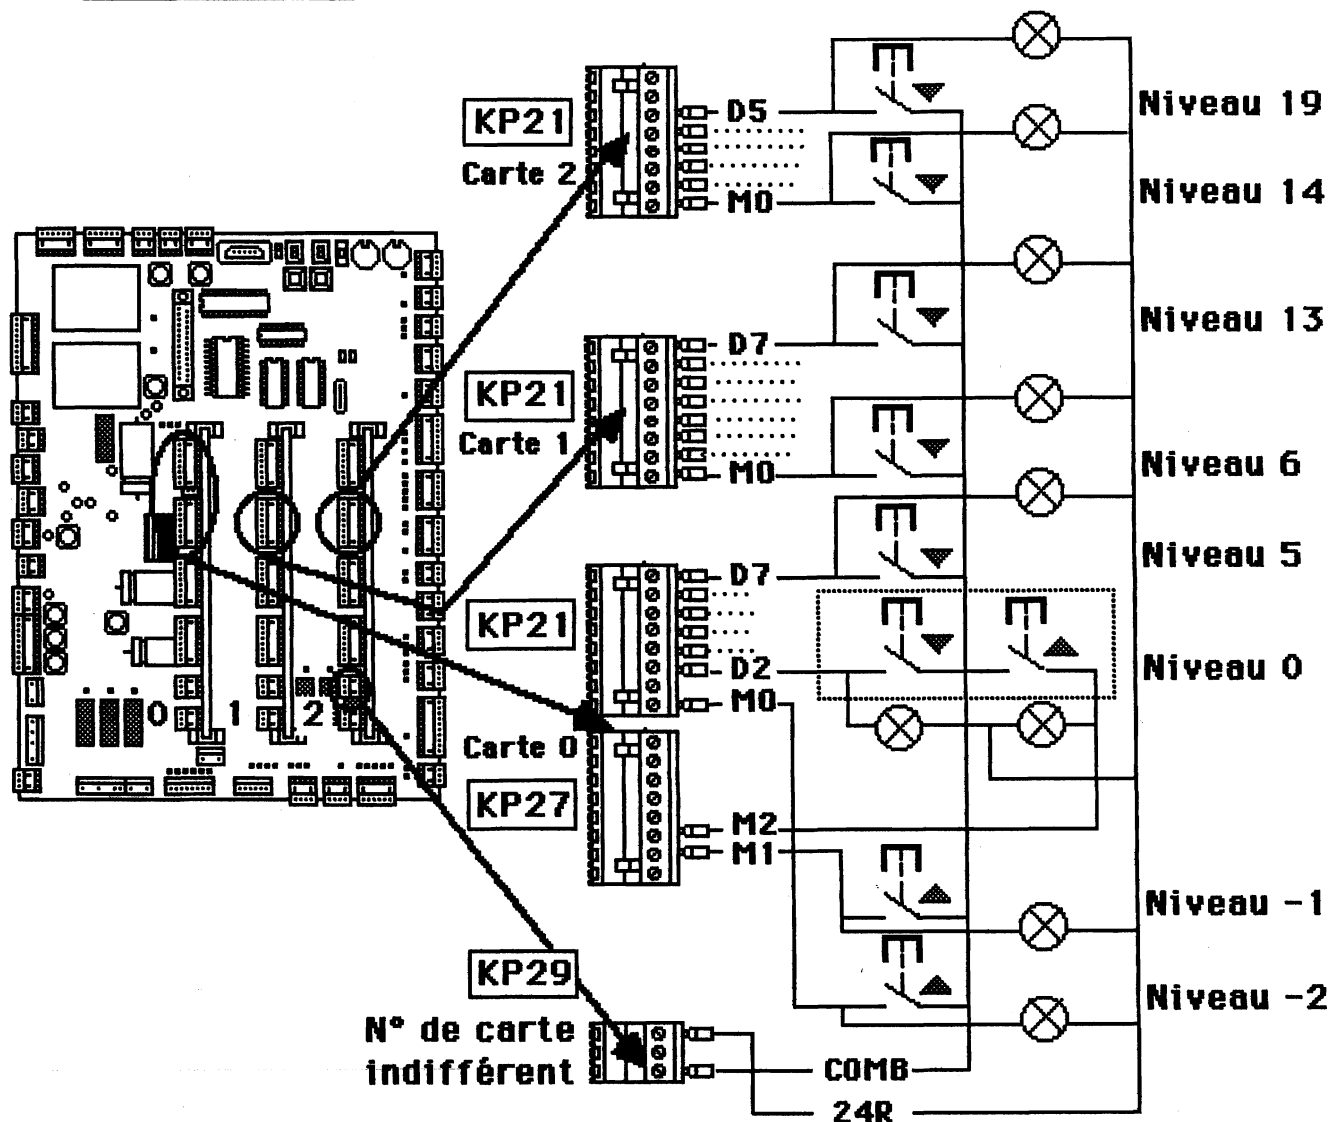 KP21
Carte 2
D5
M0
Niveau 19
Niveau 14
KP21
Carte 1
D7
M0
Niveau 13
Niveau 6
Niveau 5
KP21
D7
D2
M0
Niveau 0
0 1 2
Carte 0
KP27
M2
M1
Niveau -1
Niveau -2
KP29
N° de carte
indifférent
COMB
24R